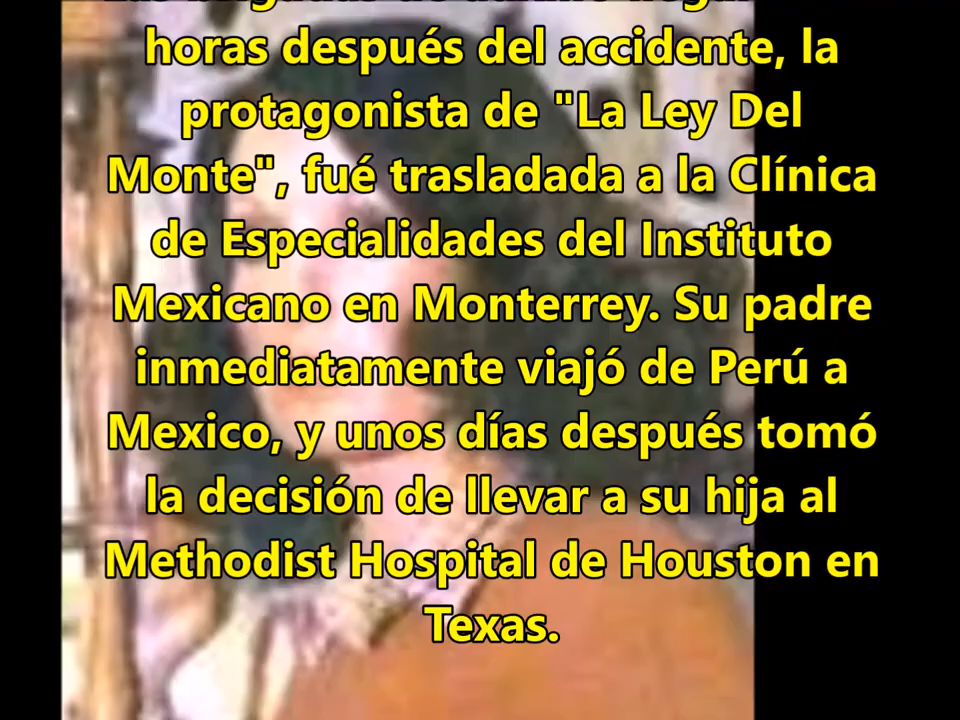 horas después del accidente, la
protagonista de "La Ley Del
Monte", fué trasladada a la Clínica
de Especialidades del Instituto
Mexicano en Monterrey. Su padre
inmediatamente viajó de Perú a
Mexico, y unos días después tomó
la decisión de llevar a su hija al
Methodist Hospital de Houston en
Texas.